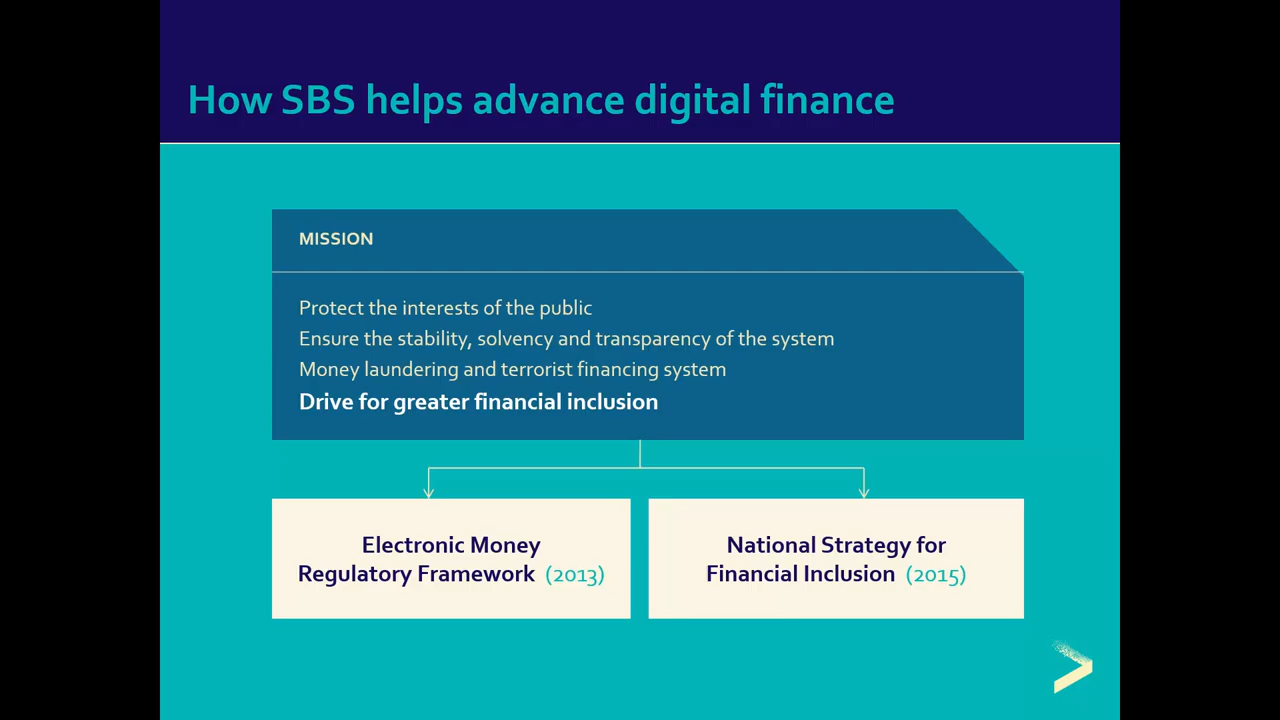 How SBS helps advance digital finance
MISSION
Protect the interests of the public
Ensure the stability, solvency and transparency of the system
Money laundering and terrorist financing system
Drive for greater financial inclusion
Electronic Money
Regulatory Framework (2013)
National Strategy for
Financial Inclusion (2015)